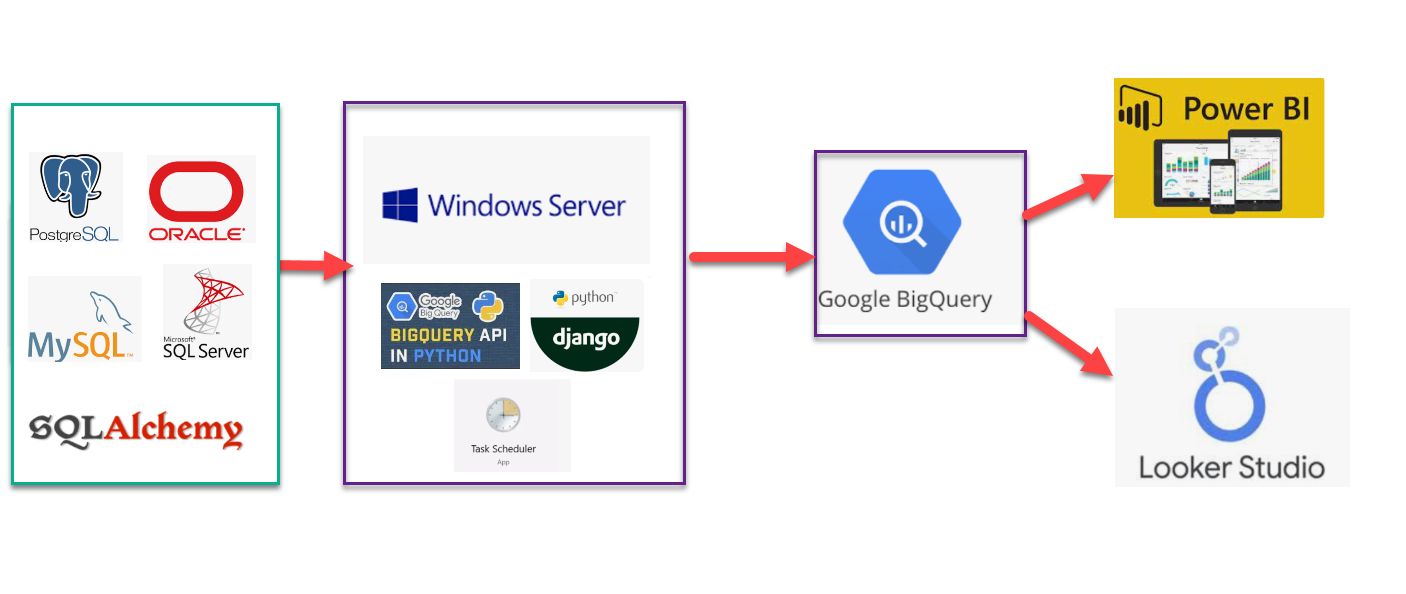 PostgreSQL
ORACLE
MySQL
Microsoft
SQL Server
SQLAlchemy
Windows Server
Google
Big Query
BIGQUERY API
IN PYTHON
python
django
Task Scheduler
App
Google BigQuery
Power BI
Looker Studio